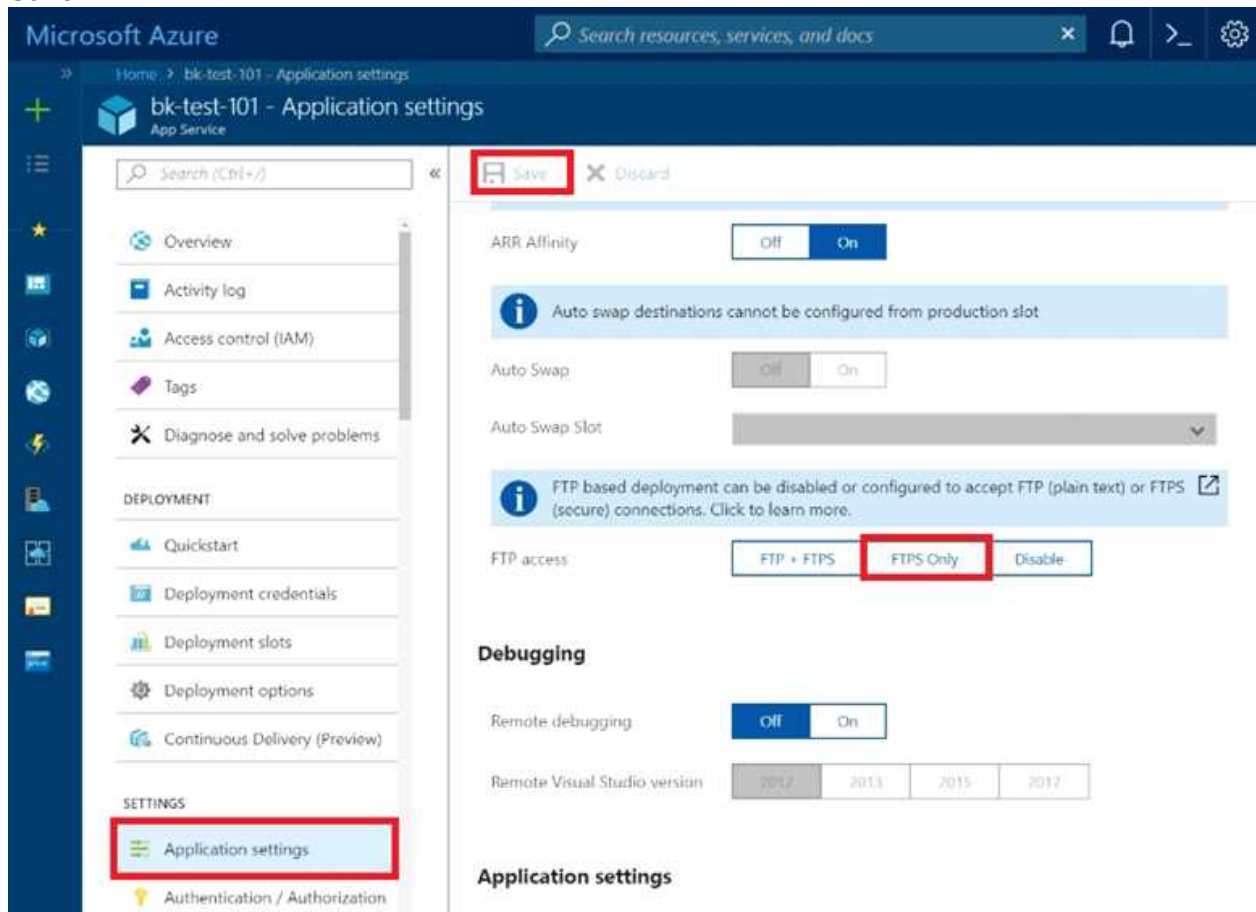 Microsoft Azure
Search resources, services, and docs
Home > bk-test-101 - Application settings
bk-test-101 - Application settings
App Service
Search (Ctrl+/)
Save
Discard
Overview
Activity log
Access control (IAM)
Tags
Diagnose and solve problems
DEPLOYMENT
Quickstart
Deployment credentials
Deployment slots
Deployment options
Continuous Delivery (Preview)
SETTINGS
Application settings
Authentication / Authorization
ARR Affinity
Off On
Auto swap destinations cannot be configured from production slot
Auto Swap
Off On
Auto Swap Slot
FTP based deployment can be disabled or configured to accept FTP (plain text) or FTPS
(secure) connections. Click to learn more.
FTP access
FTP + FTPS FTPS Only Disable
Debugging
Remote debugging
Off On
Remote Visual Studio version
2012 2013 2015 2017
Application settings